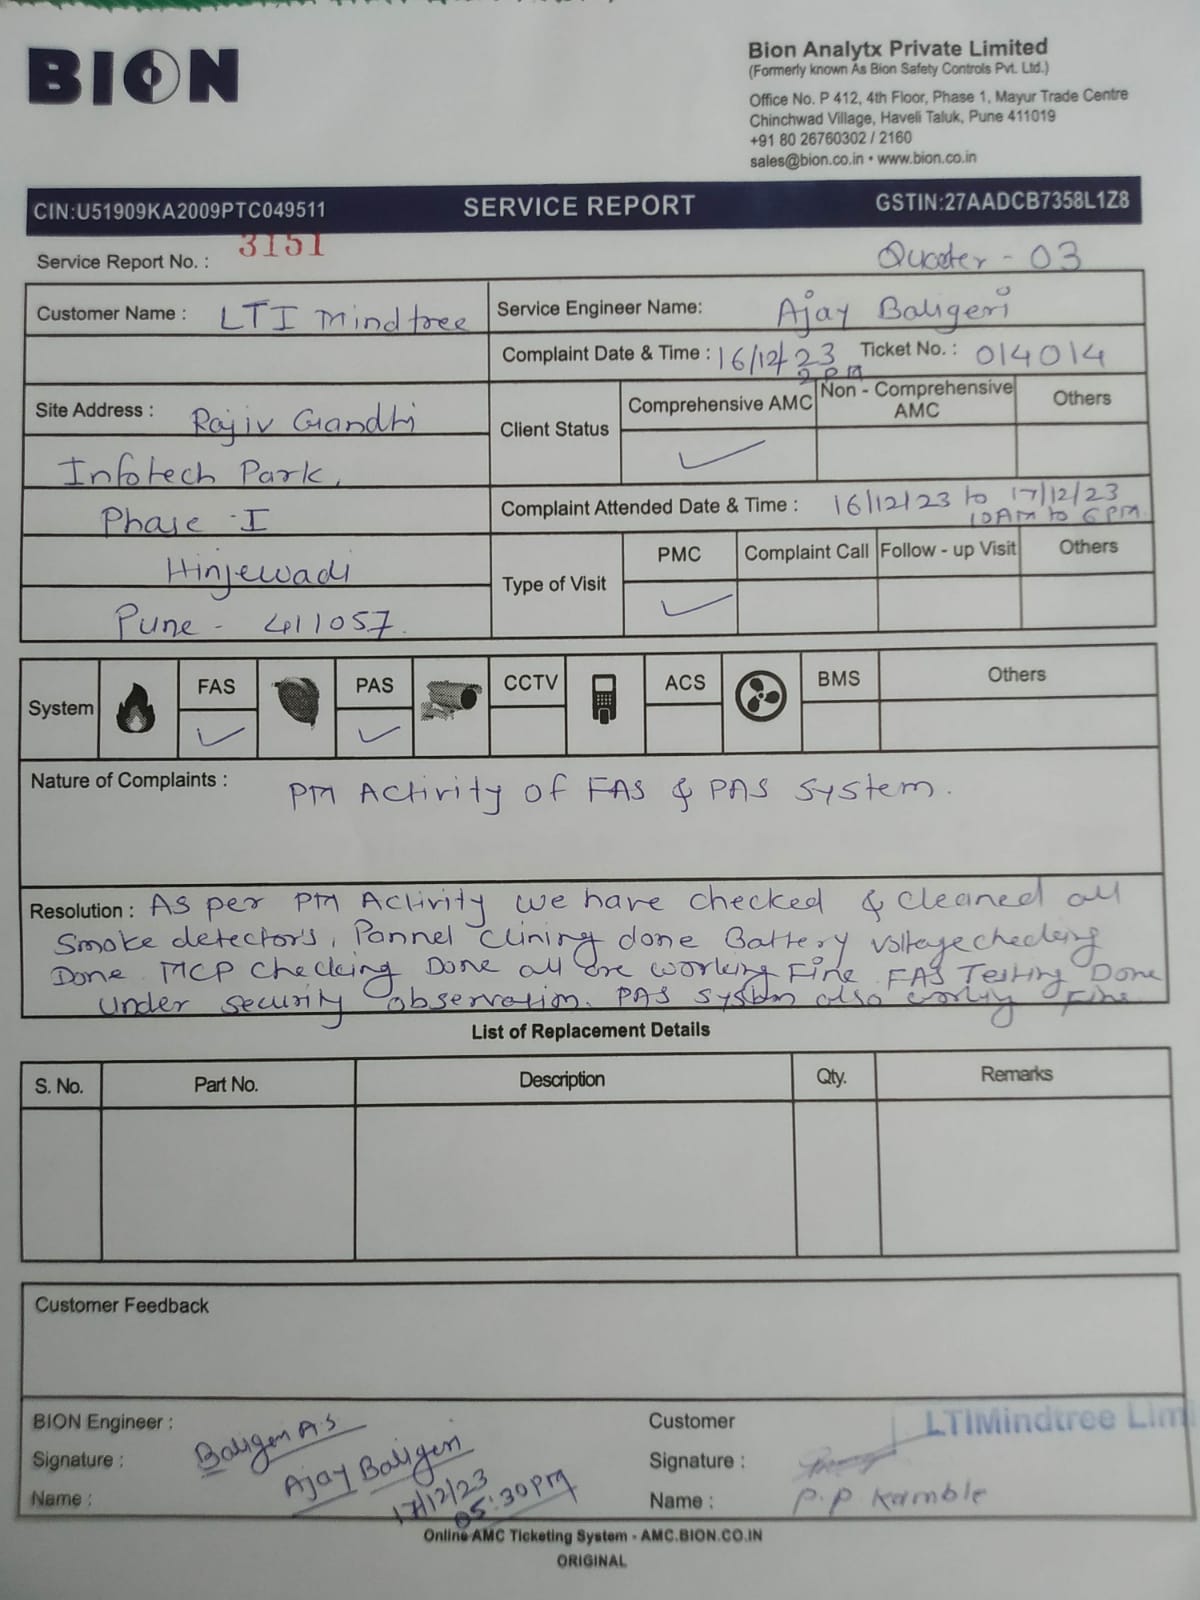 BION
Bion Analytx Private Limited
(Formerly known As Bion Safety Controls Pvt. Ltd.)
Office No. P 412, 4th Floor, Phase 1, Mayur Trade Centre
Chinchwad Village, Haveli Taluk, Pune 411019
+91 80 26760302 / 2160
sales@bion.co.in • www.bion.co.in
CIN:U51909KA2009PTC049511 SERVICE REPORT GSTIN:27AADCB7358L1Z8
Service Report No. : 3151 Quater - 03
Customer Name : LTI Mindtree
Service Engineer Name: Ajay Baligeri
Complaint Date & Time : 16/12/23 2 PM Ticket No. : 014014
Site Address : Rajiv Gandhi
Infotech Park,
Phase - I
Hinjewadi
Pune - 411057.
Client Status Comprehensive AMC ✓ Non - Comprehensive AMC Others
Complaint Attended Date & Time : 16/12/23 to 17/12/23
10AM to 6PM
Type of Visit PMC ✓ Complaint Call Follow - up Visit Others
System FAS ✓ PAS ✓ CCTV ACS BMS Others
Nature of Complaints : PM Activity of FAS & PAS System.
Resolution : As per PM Activity we have checked & cleaned all
Smoke detectors, Pannel Clining done Battery voltage checking
Done MCP checking Done all are working Fine FAS Testing Done
under security observation. PAS system also working Fine
List of Replacement Details
S. No. Part No. Description Qty. Remarks
Customer Feedback
BION Engineer :
Signature : Baligeri A.S
Name : Ajay Baligeri
17/12/23
05:30PM
Customer LTIMindtree Lim
Signature :
Name : P.P Kamble
Online AMC Ticketing System - AMC.BION.CO.IN
ORIGINAL